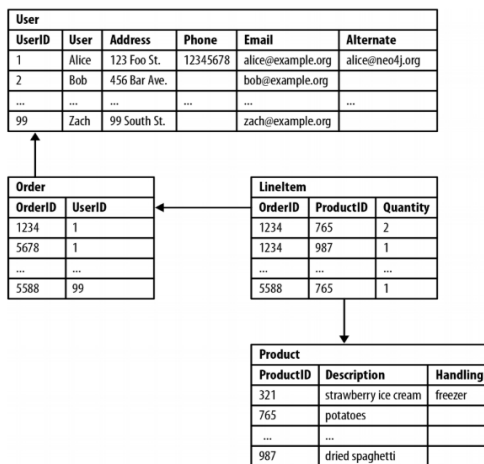 User
UserID User Address Phone Email Alternate
1 Alice 123 Foo St. 12345678 alice@example.org alice@neo4j.org
2 Bob 456 Bar Ave. bob@example.org
... ... ... ... ...
99 Zach 99 South St. zach@example.org
Order
OrderID UserID
1234 1
5678 1
... ...
5588 99
LineItem
OrderID ProductID Quantity
1234 765 2
1234 987 1
... ... ...
5588 765 1
Product
ProductID Description Handling
321 strawberry ice cream freezer
765 potatoes
... ...
987 dried spaghetti